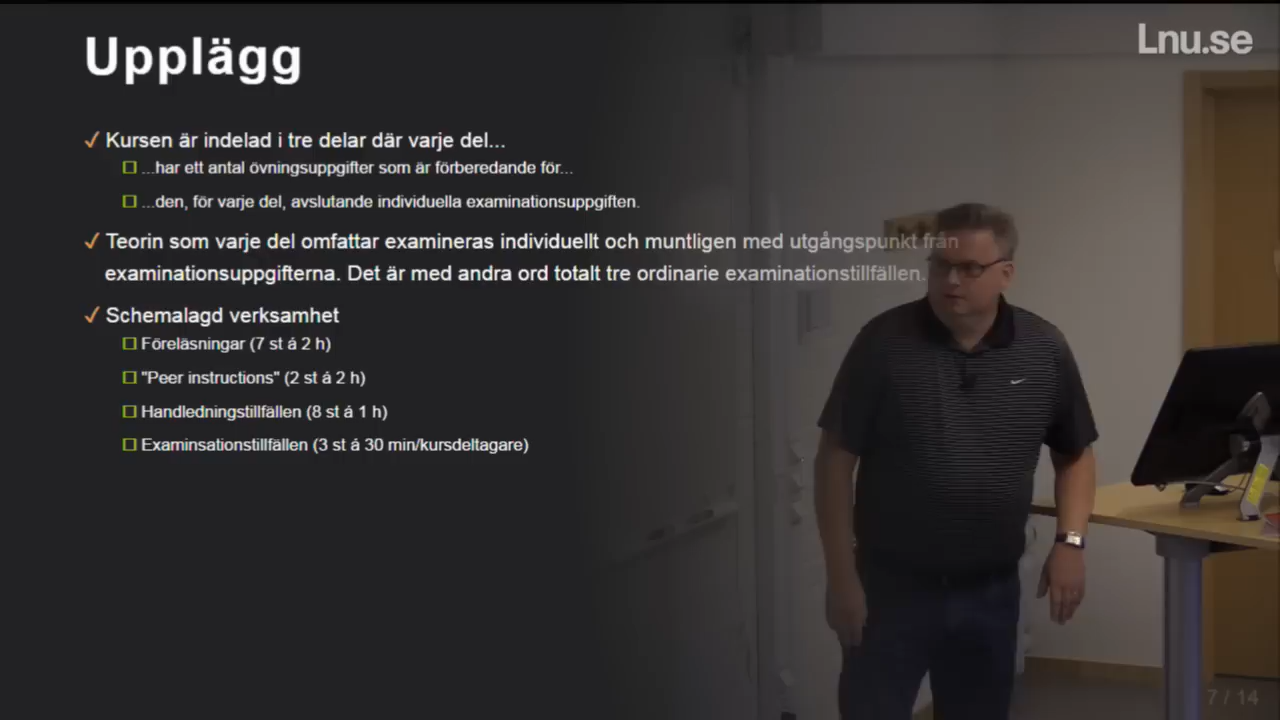 Upplägg
Lnu.se
Kursen är indelad i tre delar där varje del...
...har ett antal övningsuppgifter som är förberedande för...
...den, för varje del, avslutande individuella examinationsuppgiften.
Teorin som varje del omfattar examineras individuellt och muntligen med utgångspunkt från
examinationsuppgifterna. Det är med andra ord totalt tre ordinarie examinationstillfällen.
Schemalagd verksamhet
Föreläsningar (7 st á 2 h)
"Peer instructions" (2 st á 2 h)
Handledningstillfällen (8 st á 1 h)
Examinsationstillfällen (3 st á 30 min/kursdeltagare)
7 / 14